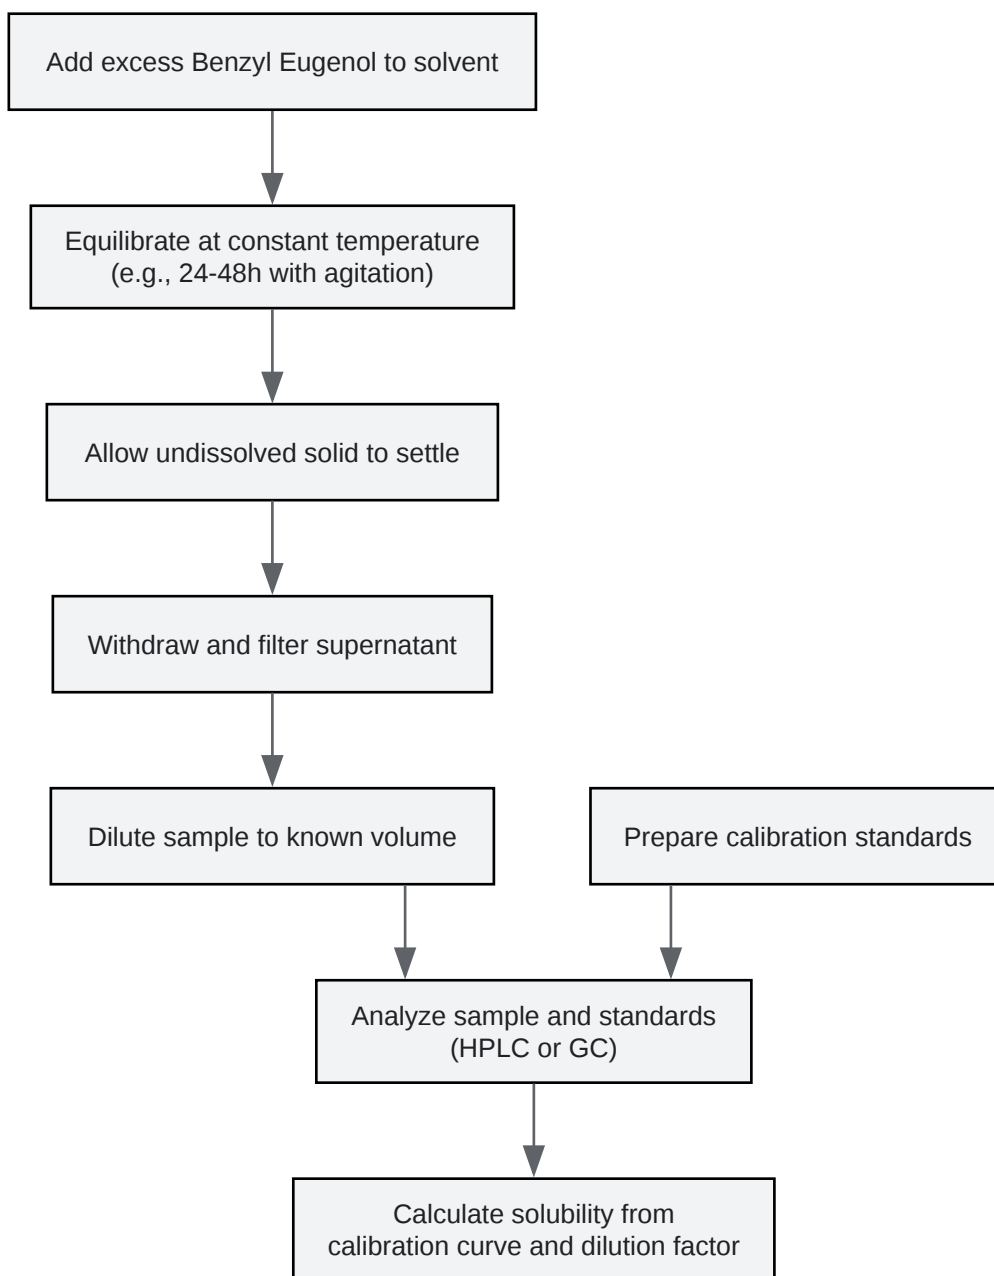 Add excess Benzyl Eugenol to solvent
Equilibrate at constant temperature
(e.g., 24-48h with agitation)
Allow undissolved solid to settle
Withdraw and filter supernatant
Dilute sample to known volume
Prepare calibration standards
Analyze sample and standards
(HPLC or GC)
Calculate solubility from
calibration curve and dilution factor